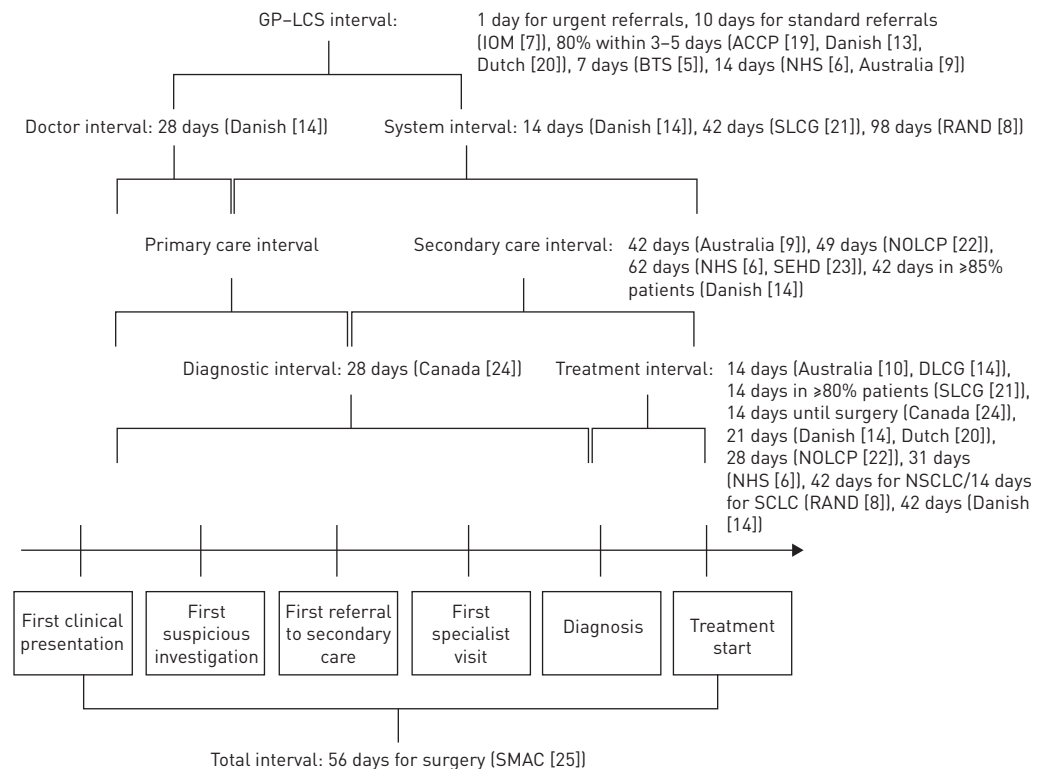 GP–LCS interval:
1 day for urgent referrals, 10 days for standard referrals
(IOM [7]), 80% within 3–5 days (ACCP [19], Danish [13],
Dutch [20]), 7 days (BTS [5]), 14 days (NHS [6], Australia [9])
Doctor interval: 28 days (Danish [14])
System interval: 14 days (Danish [14]), 42 days (SLCG [21]), 98 days (RAND [8])
Primary care interval
Secondary care interval:
42 days (Australia [9]), 49 days (NOLCP [22]),
62 days (NHS [6], SEHD [23]), 42 days in ≥85%
patients (Danish [14])
Diagnostic interval: 28 days (Canada [24])
Treatment interval:
14 days (Australia [10], DLCG [14]),
14 days in ≥80% patients (SLCG [21]),
14 days until surgery (Canada [24]),
21 days (Danish [14], Dutch [20]),
28 days (NOLCP [22]), 31 days
(NHS [6]), 42 days for NSCLC/14 days
for SCLC (RAND [8]), 42 days (Danish
[14])
First clinical
presentation
First
suspicious
investigation
First referral
to secondary
care
First
specialist
visit
Diagnosis
Treatment
start
Total interval: 56 days for surgery (SMAC [25])